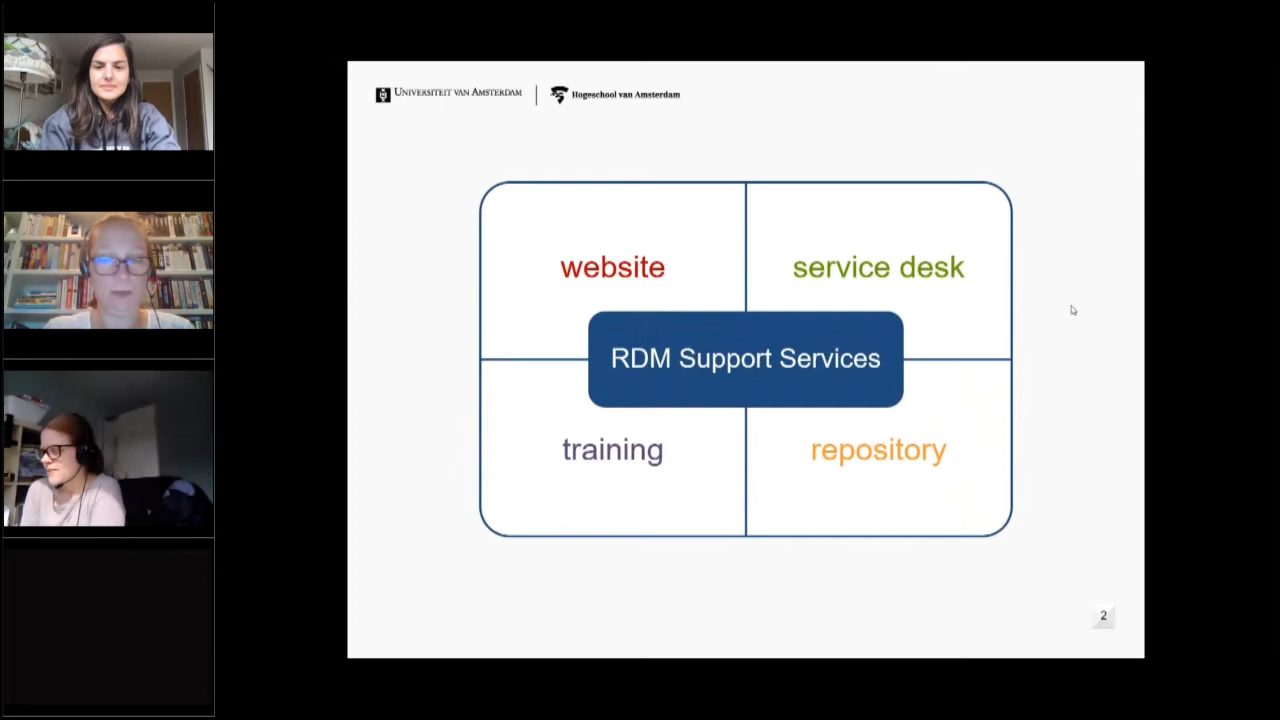 UNIVERSITEIT VAN AMSTERDAM
Hogeschool van Amsterdam
website
service desk
RDM Support Services
training
repository
2